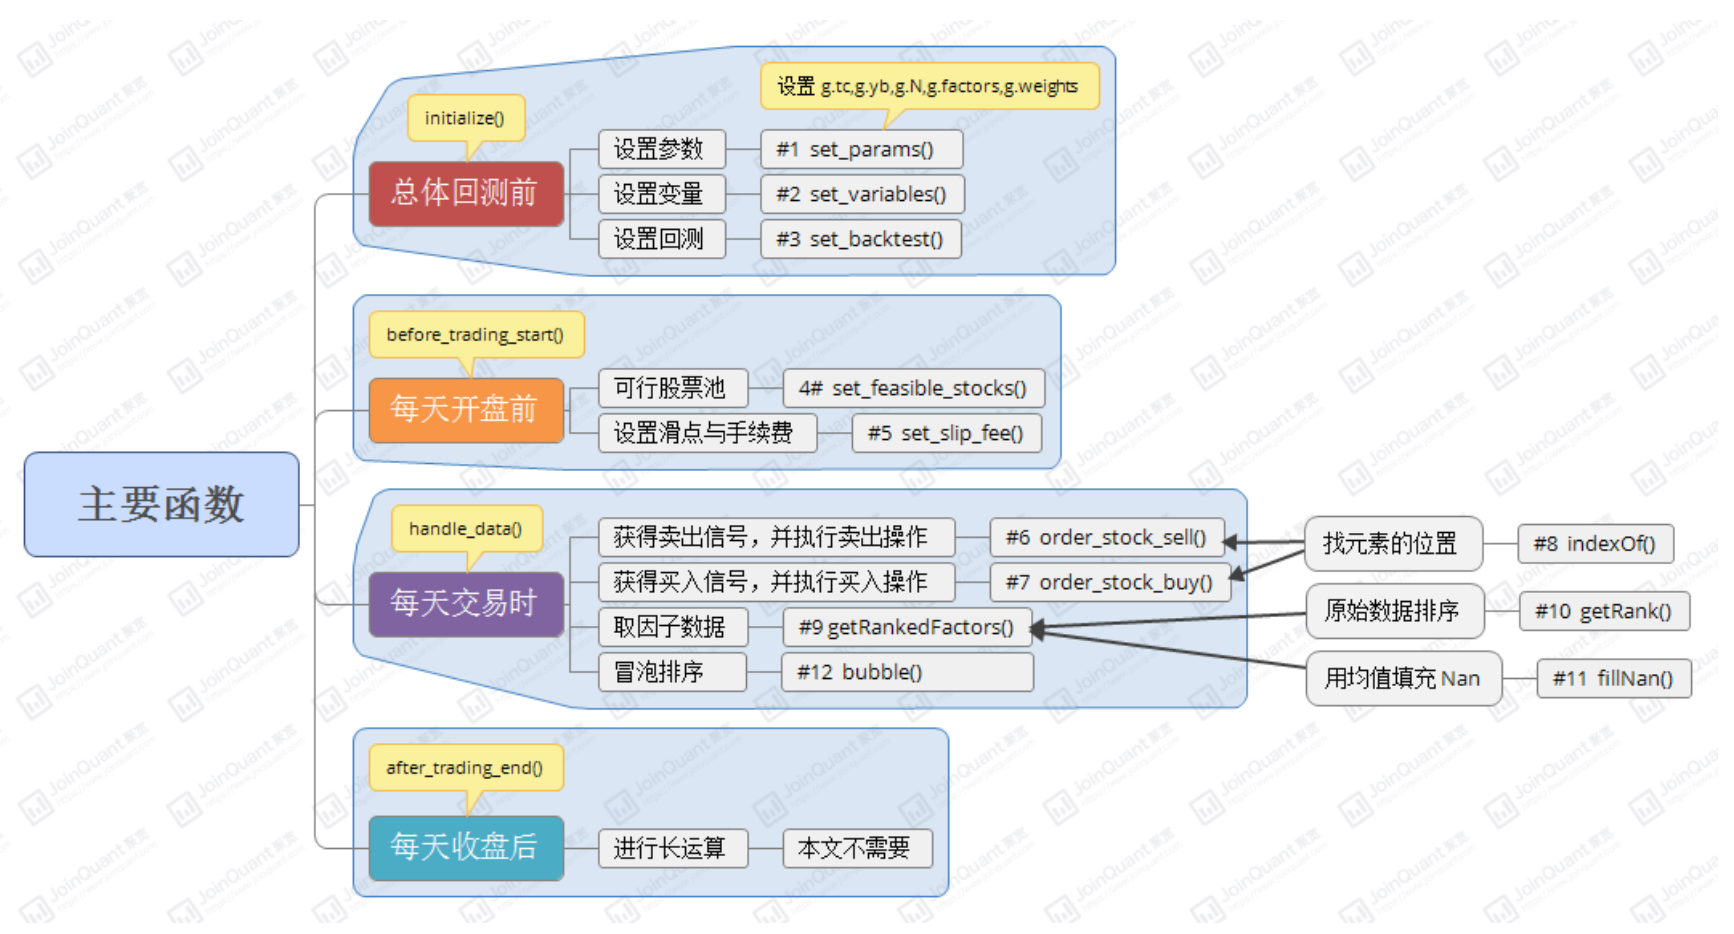 主要函数
initialize()
设置 g.tc,g.yb,g.N,g.factors,g.weights
总体回测前
设置参数
#1 set_params()
设置变量
#2 set_variables()
设置回测
#3 set_backtest()
before_trading_start()
每天开盘前
可行股票池
4# set_feasible_stocks()
设置滑点与手续费
#5 set_slip_fee()
handle_data()
每天交易时
获得卖出信号，并执行卖出操作
#6 order_stock_sell()
获得买入信号，并执行买入操作
#7 order_stock_buy()
取因子数据
#9 getRankedFactors()
冒泡排序
#12 bubble()
找元素的位置
#8 indexOf()
原始数据排序
#10 getRank()
用均值填充 Nan
#11 fillNan()
after_trading_end()
每天收盘后
进行长运算
本文不需要
JoinQuant 聚宽